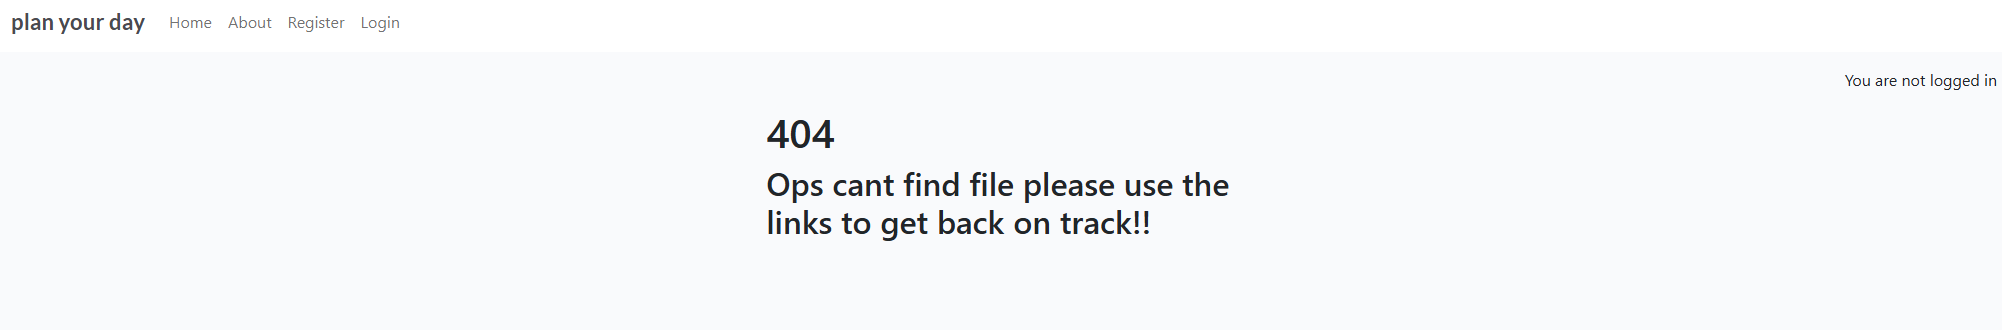 plan your day Home About Register Login
You are not logged in
404
Ops cant find file please use the
links to get back on track!!